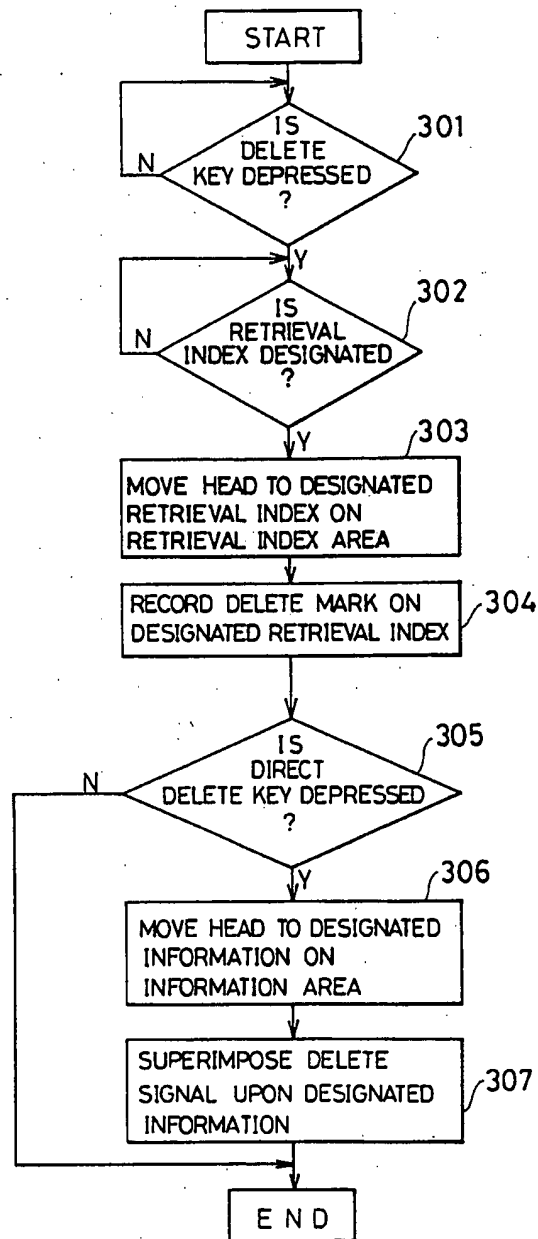 START
IS
DELETE
KEY DEPRESSED
?
301
N
Y
IS
RETRIEVAL
INDEX DESIGNATED
?
302
N
Y
303
MOVE HEAD TO DESIGNATED
RETRIEVAL INDEX ON
RETRIEVAL INDEX AREA
RECORD DELETE MARK ON
DESIGNATED RETRIEVAL INDEX
304
IS
DIRECT
DELETE KEY DEPRESSED
?
305
N
Y
306
MOVE HEAD TO DESIGNATED
INFORMATION ON
INFORMATION AREA
SUPERIMPOSE DELETE
SIGNAL UPON DESIGNATED
INFORMATION
307
END